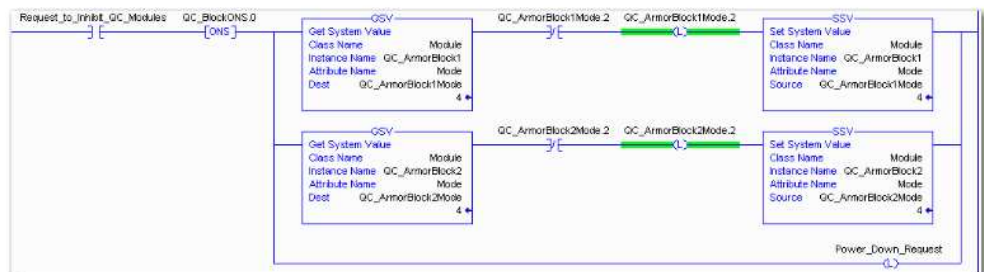 Request_to_Inhibit_QC_Modules
QC_BlockONS.0
ONS
GSV
Get System Value
Class Name Module
Instance Name QC_ArmorBlock1
Attribute Name Mode
Dest QC_ArmorBlock1Mode
4
QC_ArmorBlock1Mode.2
QC_ArmorBlock1Mode.2
L
SSV
Set System Value
Class Name Module
Instance Name QC_ArmorBlock1
Attribute Name Mode
Source QC_ArmorBlock1Mode
4
GSV
Get System Value
Class Name Module
Instance Name QC_ArmorBlock2
Attribute Name Mode
Dest QC_ArmorBlock2Mode
4
QC_ArmorBlock2Mode.2
QC_ArmorBlock2Mode.2
L
SSV
Set System Value
Class Name Module
Instance Name QC_ArmorBlock2
Attribute Name Mode
Source QC_ArmorBlock2Mode
4
Power_Down_Request
L